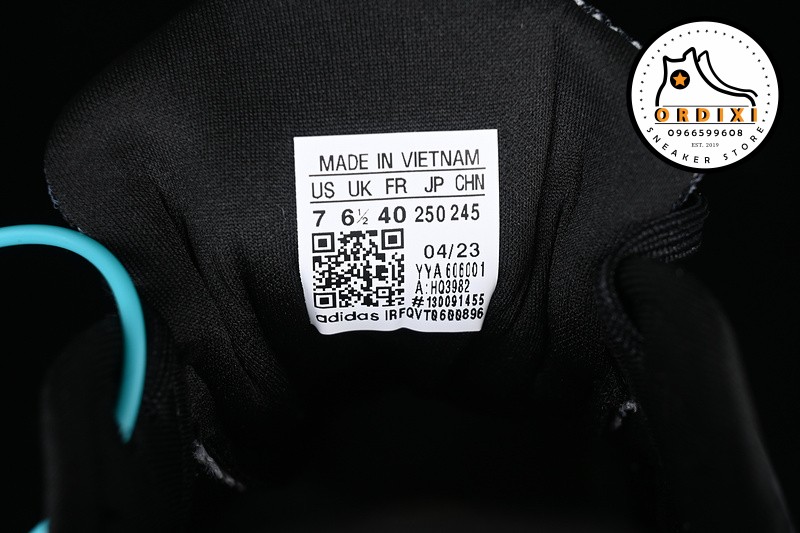 MADE IN VIETNAM
US UK FR JP CHN
7 6½ 40 250 245
04/23
YYA 606001
A: HQ3982
#130091455
adidas IRFQVT0600896
ORDIXI
0966599608
EST. 2019
SNEAKER STORE